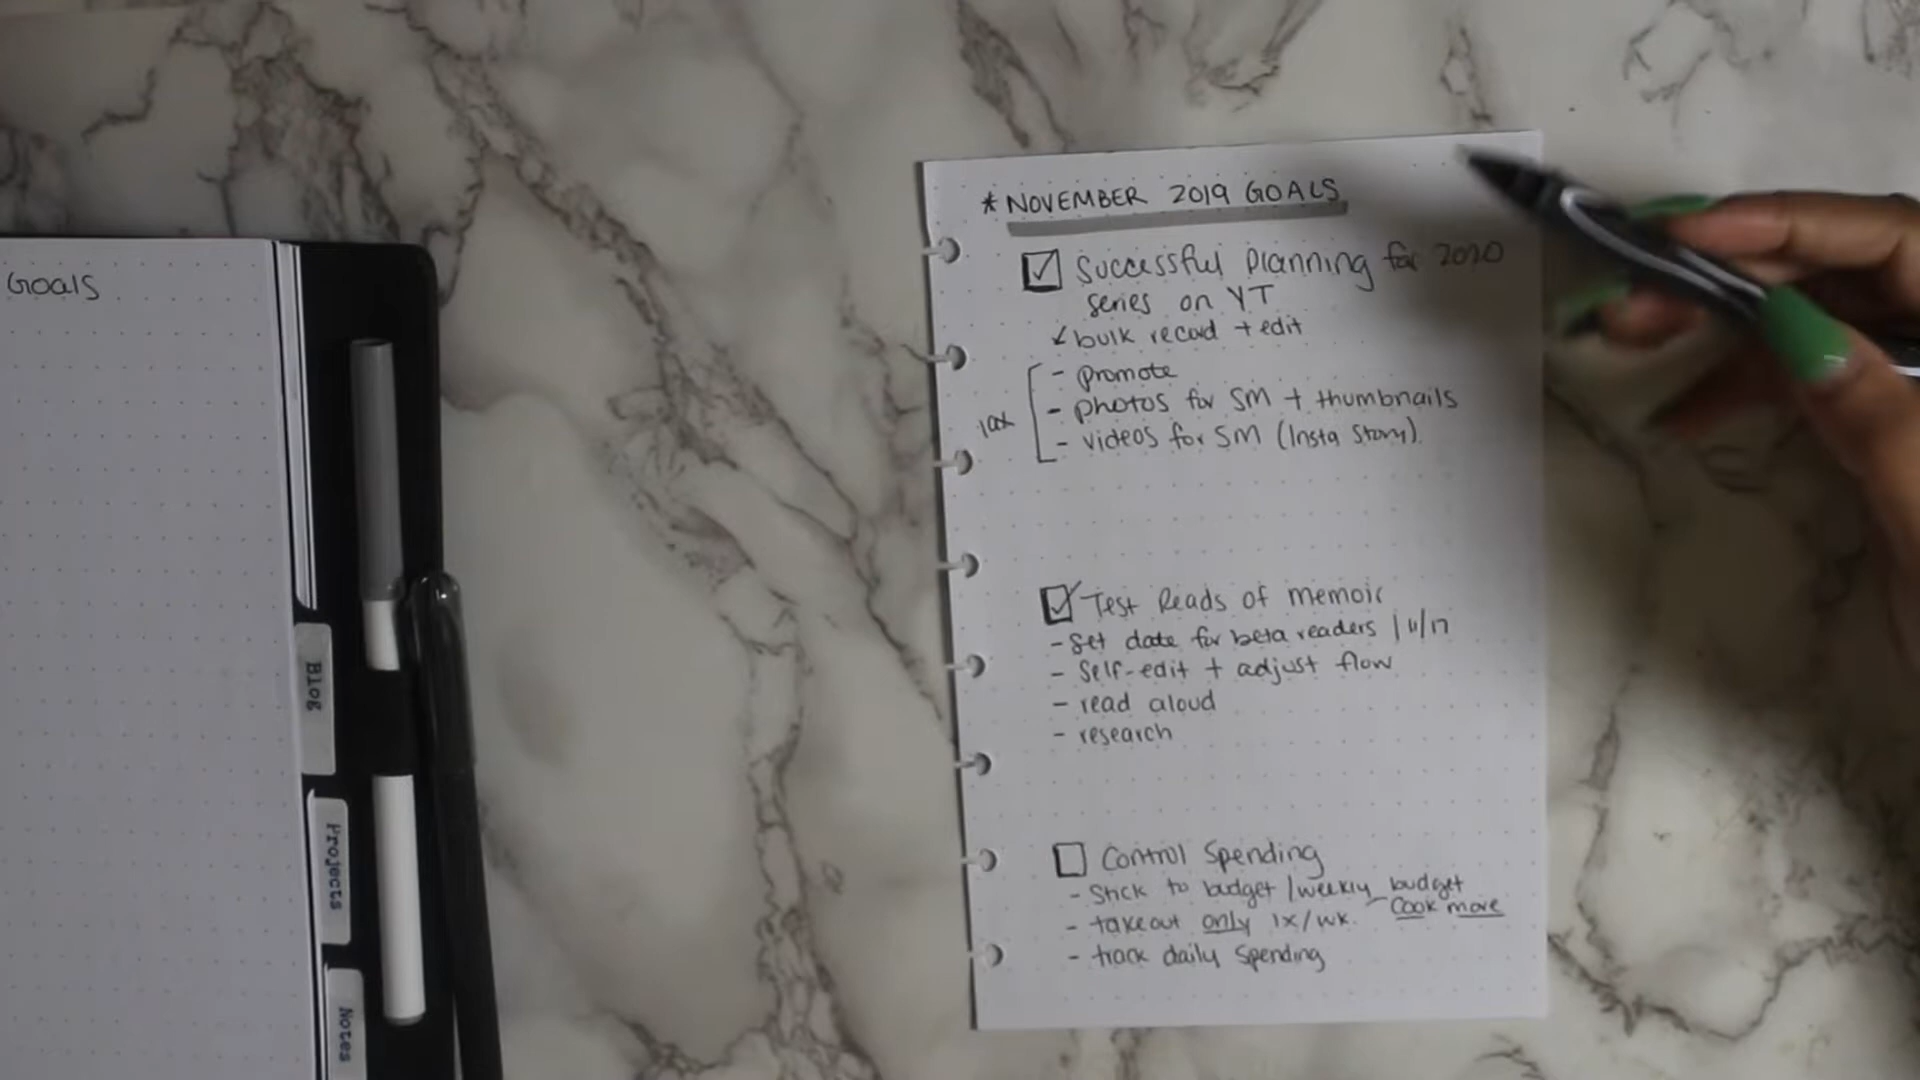 Goals
Blog
Projects
Notes
* NOVEMBER 2019 GOALS
Successful planning for 2020
series on YT
✓ bulk record + edit
- promote
- photos for SM + thumbnails
- videos for SM (Insta Story)
- Test Reads of memoir
- Set date for beta readers | 11/17
- Self-edit + adjust flow
- read aloud
- research
Control Spending
- Stick to budget / weekly budget
- takeout only 1x/wk. - Cook more
- track daily spending